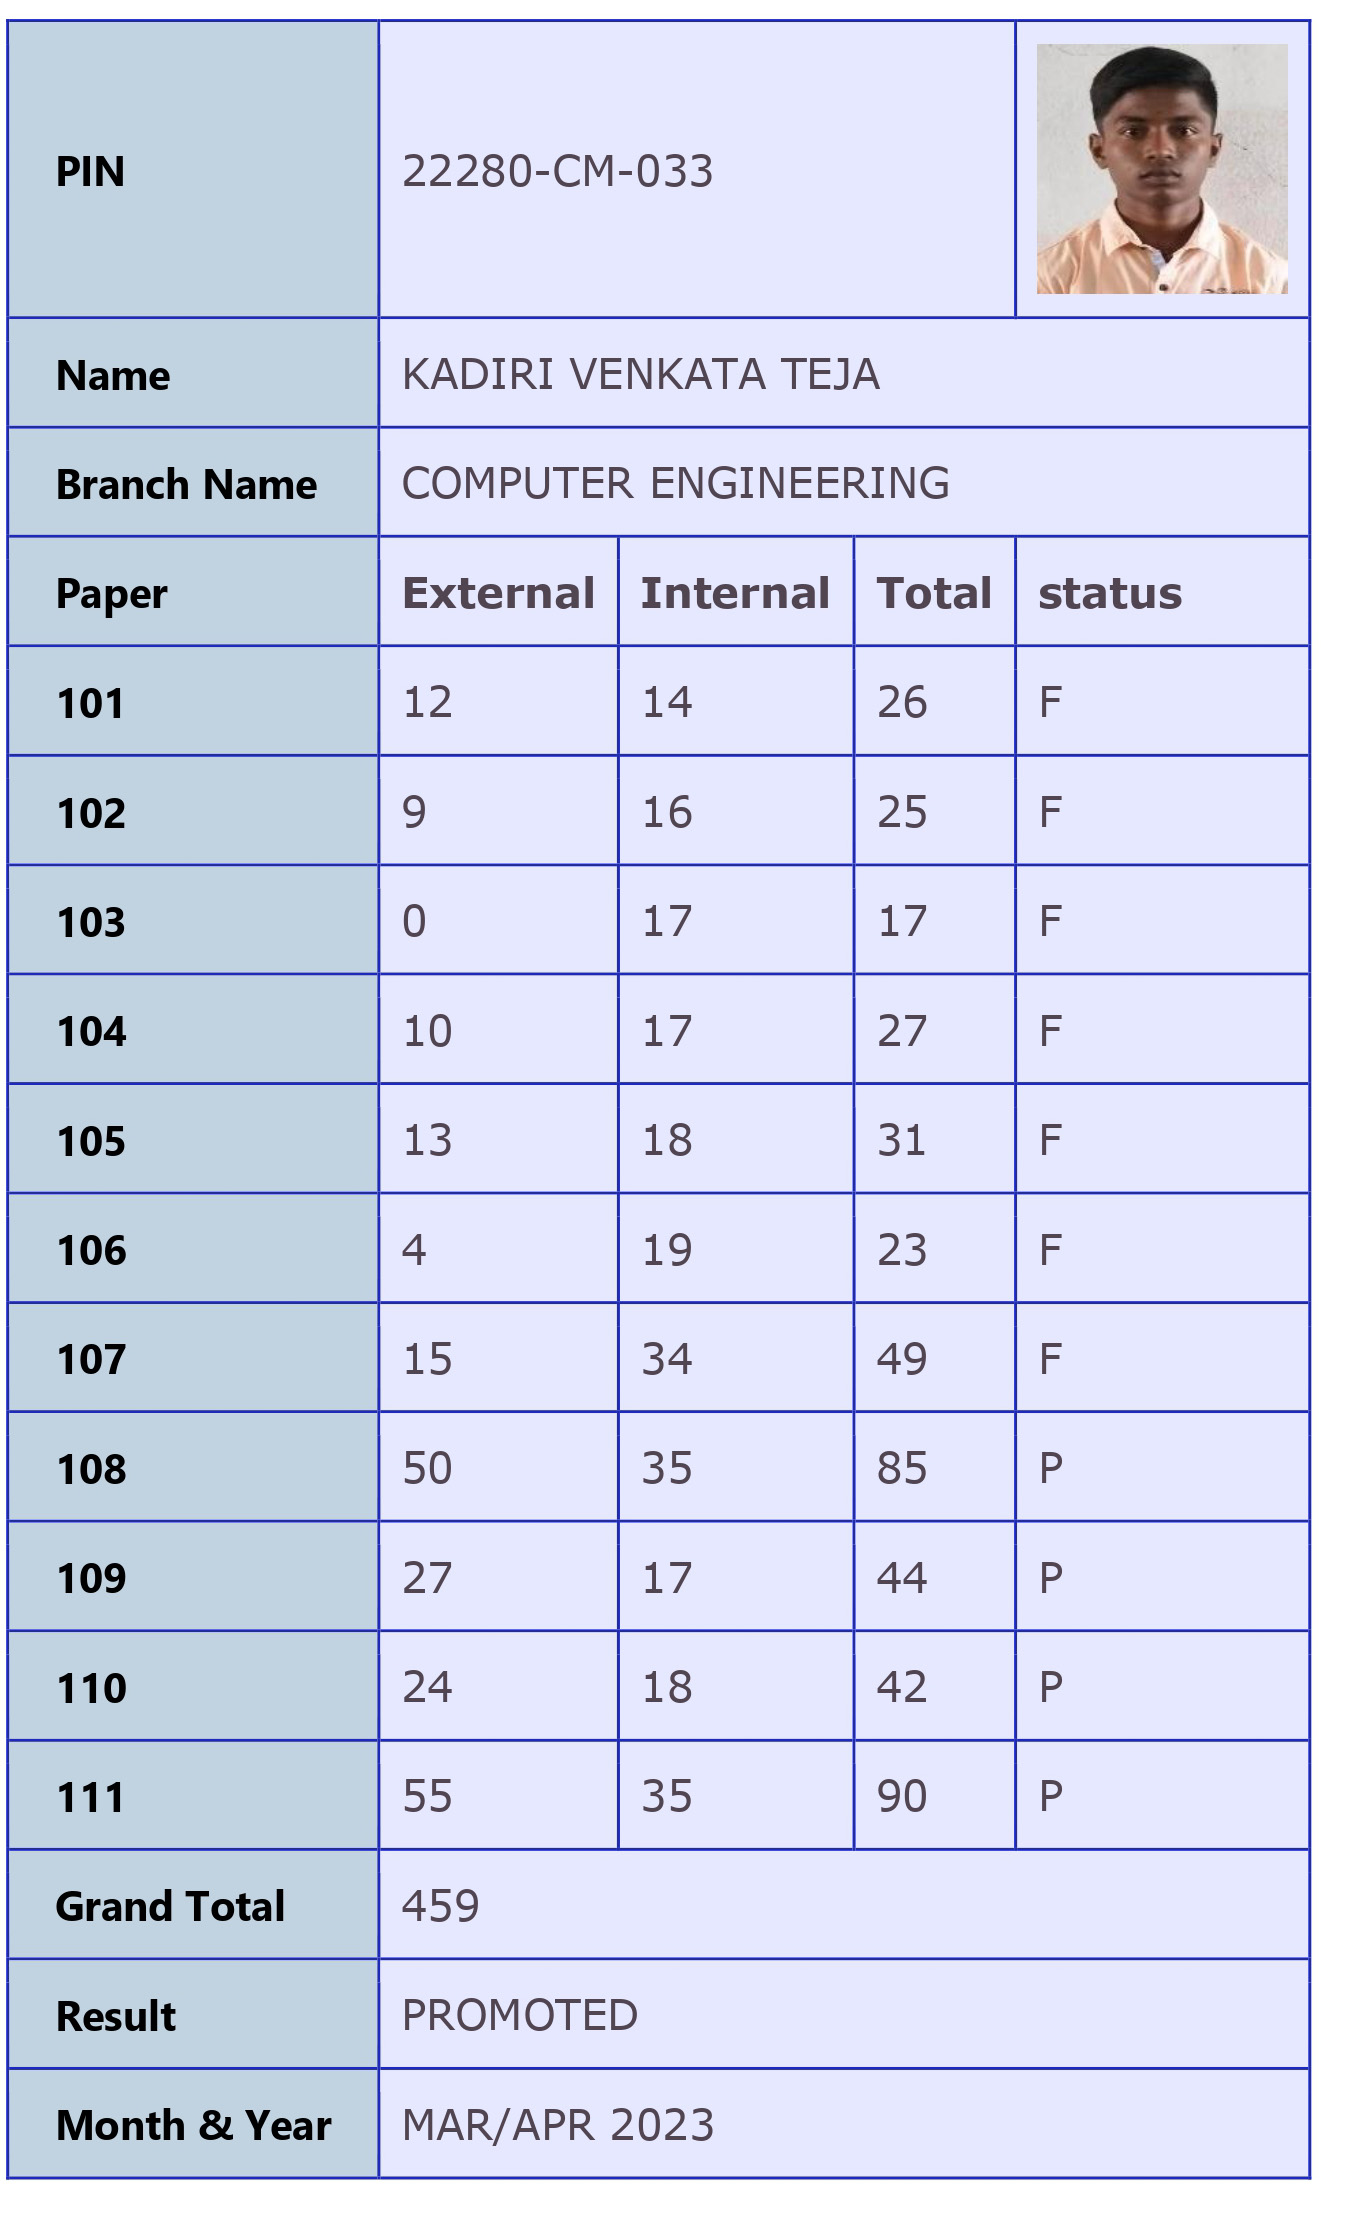 PIN 22280-CM-033
Name KADIRI VENKATA TEJA
Branch Name COMPUTER ENGINEERING
Paper External Internal Total status
101 12 14 26 F
102 9 16 25 F
103 0 17 17 F
104 10 17 27 F
105 13 18 31 F
106 4 19 23 F
107 15 34 49 F
108 50 35 85 P
109 27 17 44 P
110 24 18 42 P
111 55 35 90 P
Grand Total 459
Result PROMOTED
Month & Year MAR/APR 2023